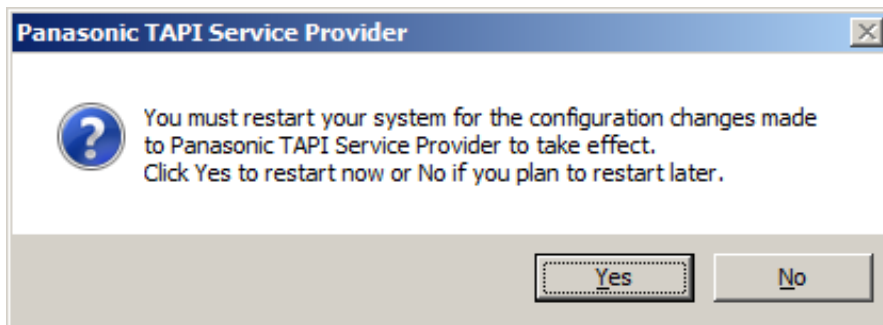 Panasonic TAPI Service Provider
You must restart your system for the configuration changes made
to Panasonic TAPI Service Provider to take effect.
Click Yes to restart now or No if you plan to restart later.
Yes No